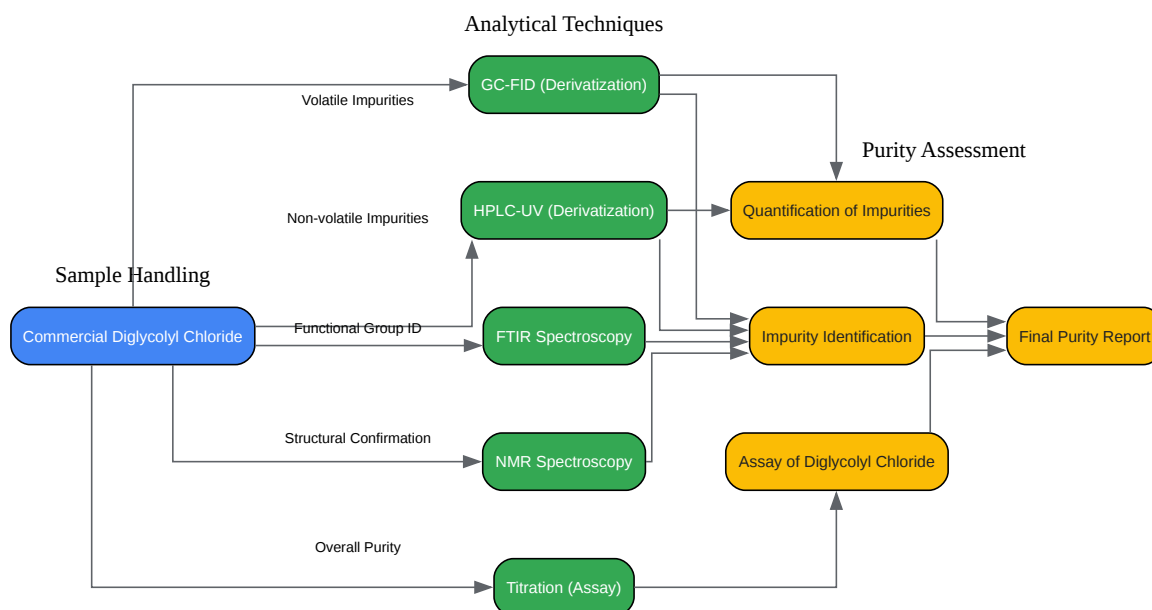 Analytical Techniques
GC-FID (Derivatization)
Volatile Impurities
Purity Assessment
HPLC-UV (Derivatization)
Quantification of Impurities
Non-volatile Impurities
Sample Handling
Commercial Diglycolyl Chloride
Functional Group ID
FTIR Spectroscopy
Impurity Identification
Final Purity Report
Structural Confirmation
NMR Spectroscopy
Assay of Diglycolyl Chloride
Overall Purity
Titration (Assay)